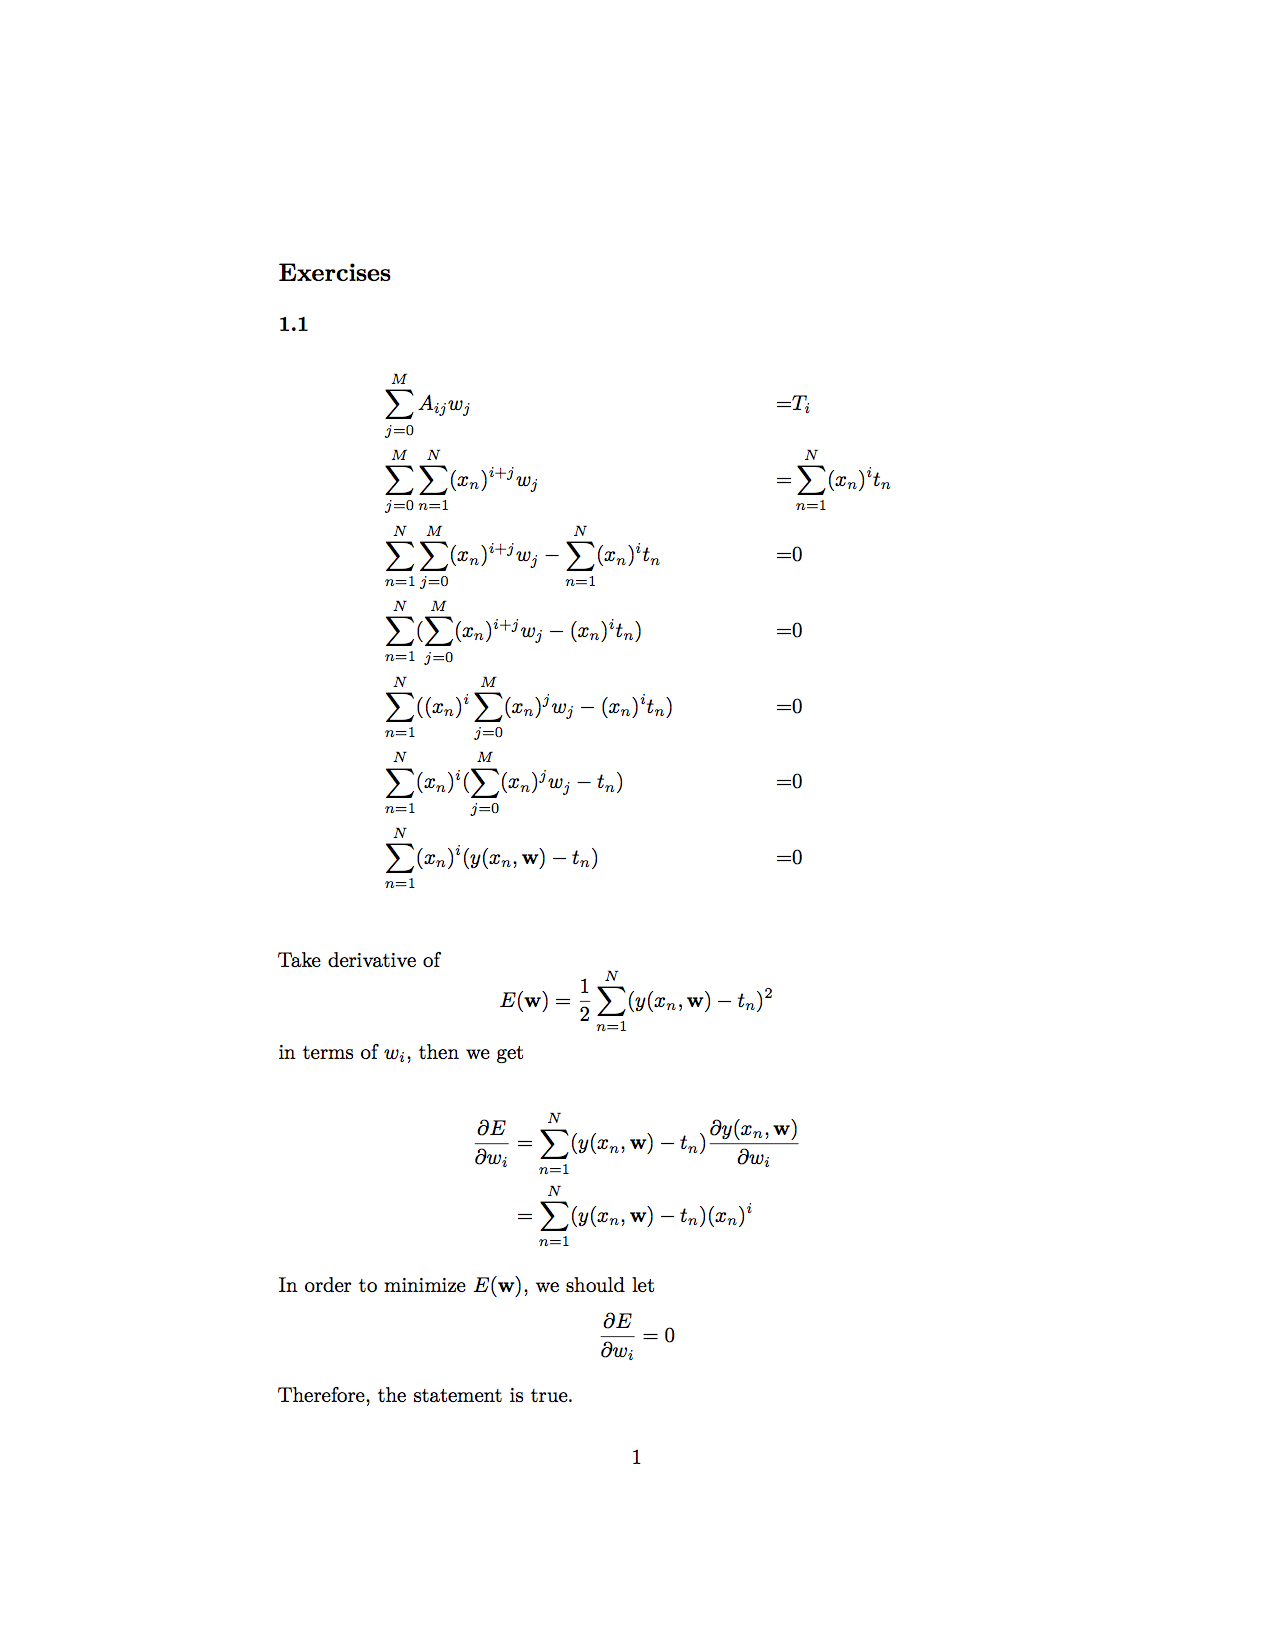 Exercises
1.1
\sum_{j=0}^{M} A_{ij} w_j = T_i
\sum_{j=0}^{M} \sum_{n=1}^{N} (x_n)^{i+j} w_j = \sum_{n=1}^{N} (x_n)^i t_n
\sum_{n=1}^{N} \sum_{j=0}^{M} (x_n)^{i+j} w_j - \sum_{n=1}^{N} (x_n)^i t_n = 0
\sum_{n=1}^{N} (\sum_{j=0}^{M} (x_n)^{i+j} w_j - (x_n)^i t_n) = 0
\sum_{n=1}^{N} ((x_n)^i \sum_{j=0}^{M} (x_n)^j w_j - (x_n)^i t_n) = 0
\sum_{n=1}^{N} (x_n)^i (\sum_{j=0}^{M} (x_n)^j w_j - t_n) = 0
\sum_{n=1}^{N} (x_n)^i (y(x_n, \mathbf{w}) - t_n) = 0
Take derivative of
E(\mathbf{w}) = \frac{1}{2} \sum_{n=1}^{N} (y(x_n, \mathbf{w}) - t_n)^2
in terms of w_i, then we get
\frac{\partial E}{\partial w_i} = \sum_{n=1}^{N} (y(x_n, \mathbf{w}) - t_n) \frac{\partial y(x_n, \mathbf{w})}{\partial w_i}
= \sum_{n=1}^{N} (y(x_n, \mathbf{w}) - t_n)(x_n)^i
In order to minimize E(\mathbf{w}), we should let
\frac{\partial E}{\partial w_i} = 0
Therefore, the statement is true.
1